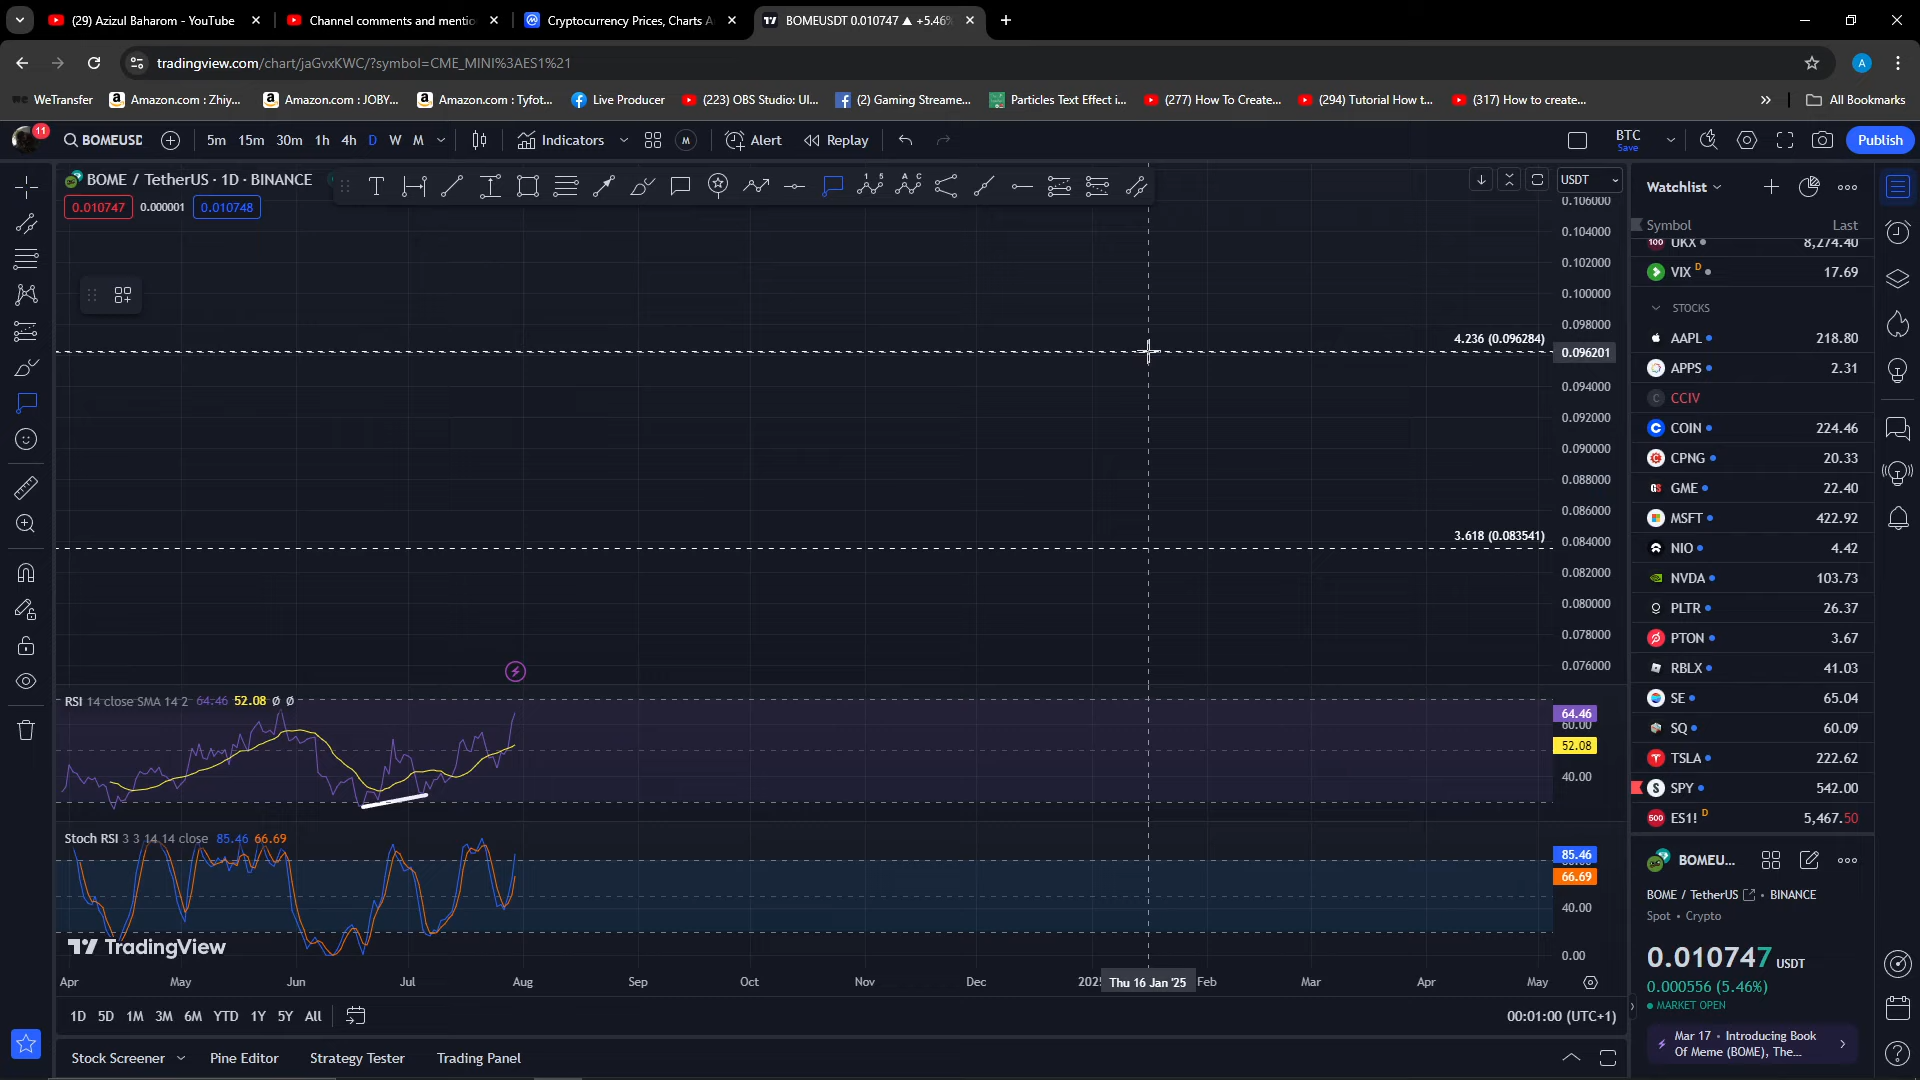 (29) Azizul Baharom - YouTube
Channel comments and mentio
Cryptocurrency Prices, Charts A
BOMEUSDT 0.010747 ▲ +5.46%
tradingview.com/chart/jaGvxKWC/?symbol=CME_MINI%3AES1%21
A
WeTransfer
Amazon.com : Zhiy...
Amazon.com : JOBY...
Amazon.com : Tyfot...
Live Producer
(223) OBS Studio: Ul...
(2) Gaming Streame...
Particles Text Effect i...
(277) How To Create...
(294) Tutorial How t...
(317) How to create...
All Bookmarks
11
BOMEUSD
5m 15m 30m 1h 4h D W M
Indicators
M
Alert
Replay
BTC
Save
Publish
BOME / TetherUS · 1D · BINANCE
0.010747 0.000001 0.010748
USDT
0.106000
0.104000
0.102000
0.100000
0.098000
4.236 (0.096284)
0.096201
0.094000
0.092000
0.090000
0.088000
0.086000
3.618 (0.083541)
0.084000
0.082000
0.080000
0.078000
0.076000
RSI 14 close SMA 14 2 64.46 52.08 Ø Ø
64.46
60.00
52.08
40.00
Stoch RSI 3 3 14 14 close 85.46 66.69
85.46
66.69
40.00
0.00
TradingView
Apr May Jun Jul Aug Sep Oct Nov Dec 2025 Thu 16 Jan '25 Feb Mar Apr May
1D 5D 1M 3M 6M YTD 1Y 5Y All
00:01:00 (UTC+1)
Stock Screener
Pine Editor
Strategy Tester
Trading Panel
Watchlist
Symbol Last
UKX 8,274.40
VIX D 17.69
STOCKS
AAPL 218.80
APPS 2.31
CCIV
COIN 224.46
CPNG 20.33
GME 22.40
MSFT 422.92
NIO 4.42
NVDA 103.73
PLTR 26.37
PTON 3.67
RBLX 41.03
SE 65.04
SQ 60.09
TSLA 222.62
SPY 542.00
ES1! D 5,467.50
BOMEU...
BOME / TetherUS • BINANCE
Spot • Crypto
0.010747 USDT
0.000556 (5.46%)
MARKET OPEN
Mar 17 • Introducing Book
Of Meme (BOME), The...